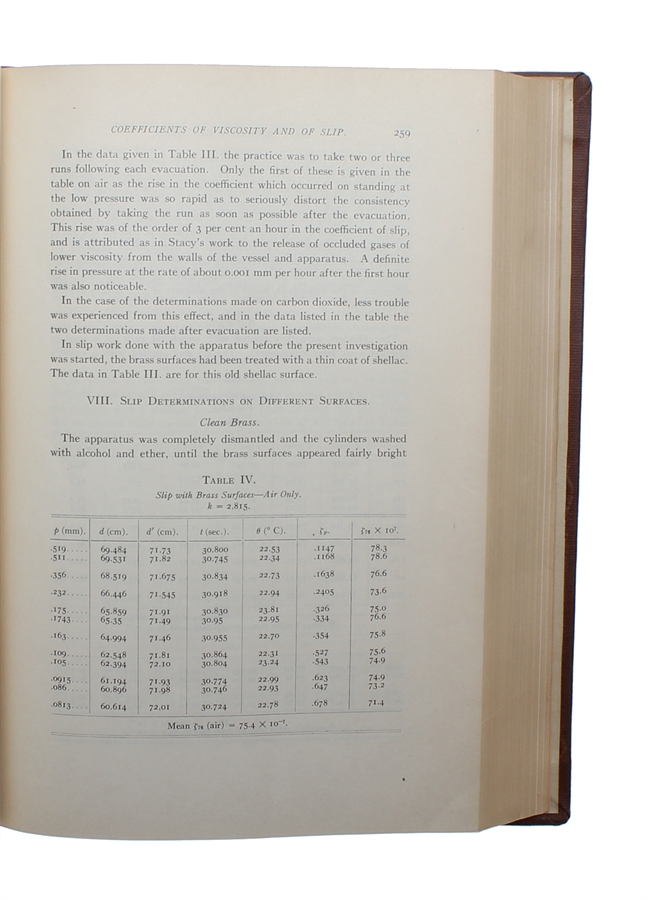 COEFFICIENTS OF VISCOSITY AND OF SLIP. 259
In the data given in Table III. the practice was to take two or three
runs following each evacuation. Only the first of these is given in the
table on air as the rise in the coefficient which occurred on standing at
the low pressure was so rapid as to seriously distort the consistency
obtained by taking the run as soon as possible after the evacuation.
This rise was of the order of 3 per cent an hour in the coefficient of slip,
and is attributed as in Stacy's work to the release of occluded gases of
lower viscosity from the walls of the vessel and apparatus. A definite
rise in pressure at the rate of about 0.001 mm per hour after the first hour
was also noticeable.
In the case of the determinations made on carbon dioxide, less trouble
was experienced from this effect, and in the data listed in the table the
two determinations made after evacuation are listed.
In slip work done with the apparatus before the present investigation
was started, the brass surfaces had been treated with a thin coat of shellac.
The data in Table III. are for this old shellac surface.
VIII. SLIP DETERMINATIONS ON DIFFERENT SURFACES.
Clean Brass.
The apparatus was completely dismantled and the cylinders washed
with alcohol and ether, until the brass surfaces appeared fairly bright
TABLE IV.
Slip with Brass Surfaces—Air Only.
k = 2.815.
p (mm). d (cm). d′ (cm). t (sec.). θ (° C). ζp. ζ76 × 10⁷.
.519..... 69.484 71.73 30.800 22.53 .1147 78.3
.511..... 69.531 71.82 30.745 22.34 .1168 78.6
.356..... 68.519 71.675 30.834 22.73 .1638 76.6
.232..... 66.446 71.545 30.918 22.94 .2405 73.6
.175..... 65.859 71.91 30.830 23.81 .326 75.0
.1743.... 65.35 71.49 30.95 22.95 .334 76.6
.163..... 64.994 71.46 30.955 22.70 .354 75.8
.109..... 62.548 71.81 30.864 22.31 .527 75.6
.105..... 62.394 72.10 30.804 23.24 .543 74.9
.0915.... 61.194 71.93 30.774 22.99 .623 74.9
.086..... 60.896 71.98 30.746 22.93 .647 73.2
.0813.... 60.614 72.01 30.724 22.78 .678 71.4
Mean ζ76 (air) = 75.4 × 10⁻⁷.